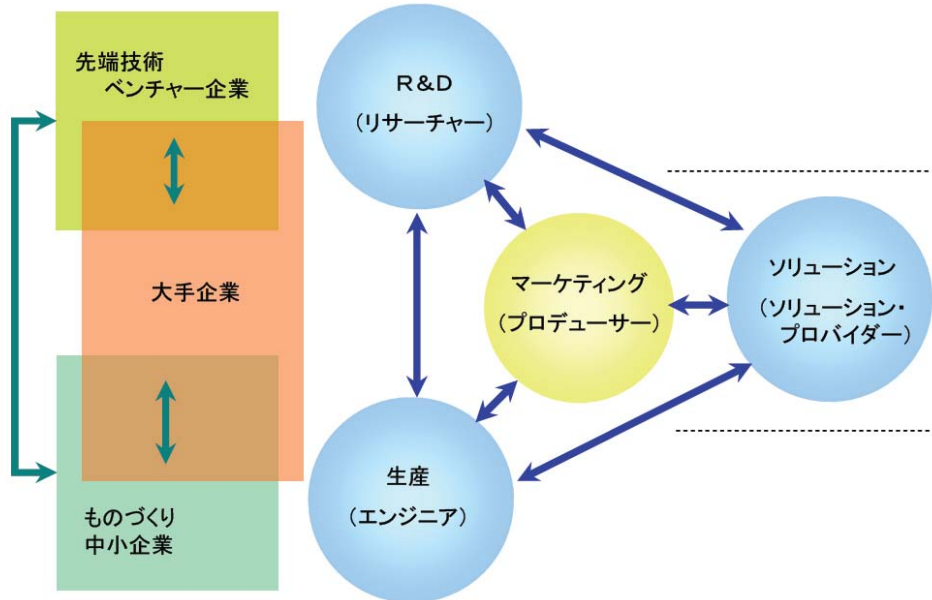 先端技術
ベンチャー企業
大手企業
ものづくり
中小企業
R&D
(リサーチャー)
マーケティング
(プロデューサー)
生産
(エンジニア)
ソリューション
(ソリューション・
プロバイダー)